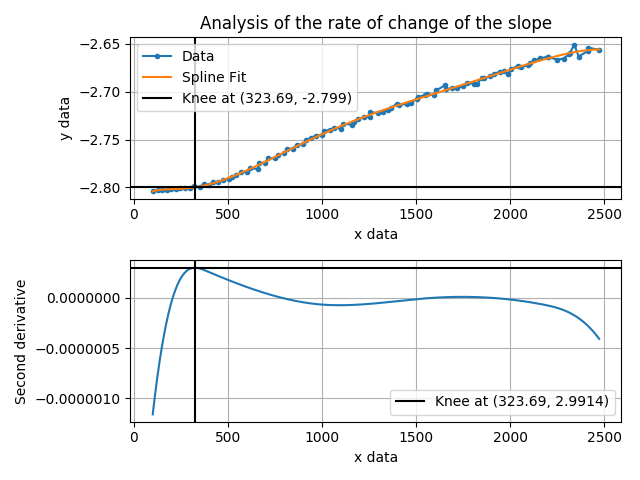 Analysis of the rate of change of the slope
−2.65
−2.70
−2.75
−2.80
y data
Data
Spline Fit
Knee at (323.69, -2.799)
0 500 1000 1500 2000 2500
x data
0.0000000
−0.0000005
−0.0000010
Second derivative
Knee at (323.69, 2.9914)
0 500 1000 1500 2000 2500
x data